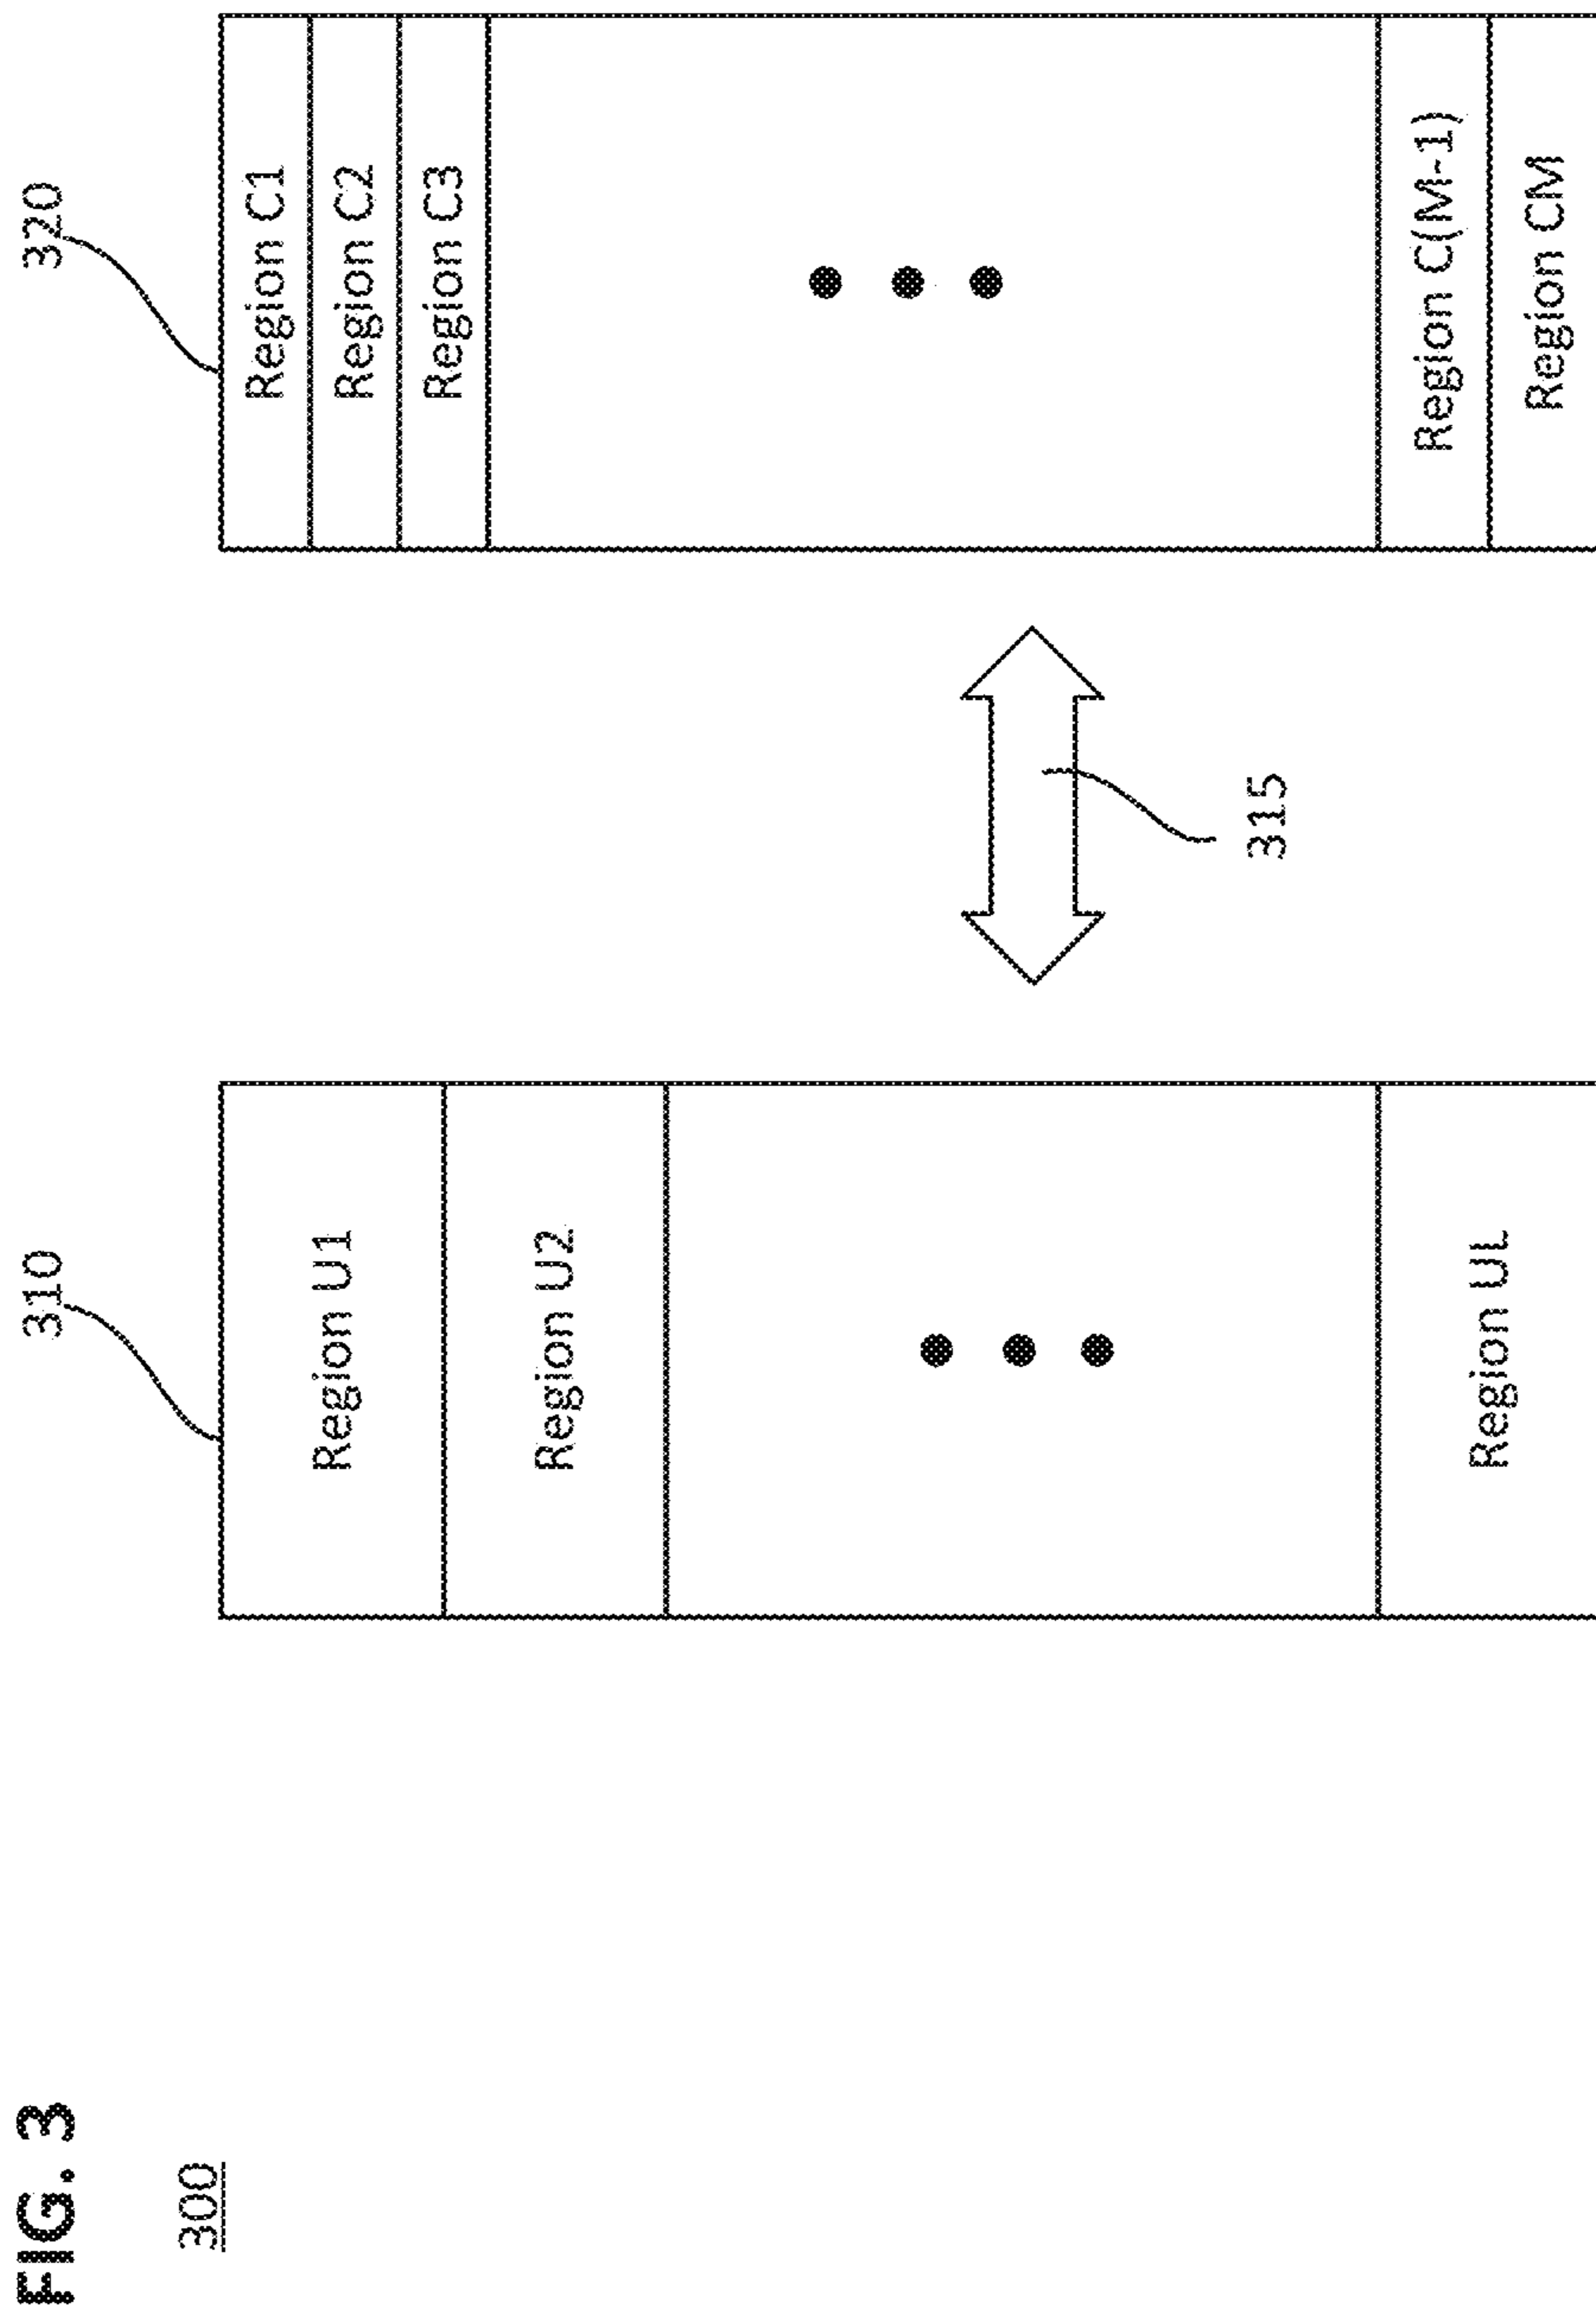 FIG. 3
300
310
Region U1
Region U2
Region UL
315
320
Region C1
Region C2
Region C3
Region C(M-1)
Region CM